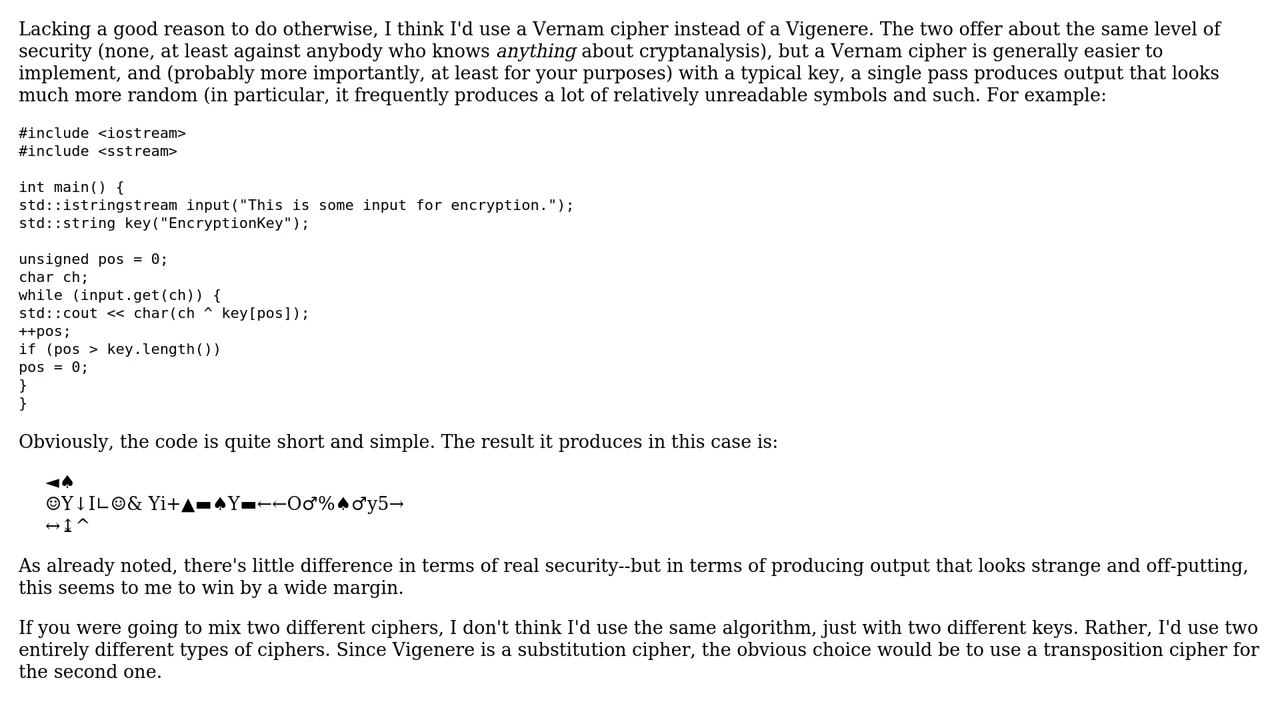 Lacking a good reason to do otherwise, I think I'd use a Vernam cipher instead of a Vigenere. The two offer about the same level of
security (none, at least against anybody who knows anything about cryptanalysis), but a Vernam cipher is generally easier to
implement, and (probably more importantly, at least for your purposes) with a typical key, a single pass produces output that looks
much more random (in particular, it frequently produces a lot of relatively unreadable symbols and such. For example:
#include <iostream>
#include <sstream>
int main() {
std::istringstream input("This is some input for encryption.");
std::string key("EncryptionKey");
unsigned pos = 0;
char ch;
while (input.get(ch)) {
std::cout << char(ch ^ key[pos]);
++pos;
if (pos > key.length())
pos = 0;
}
}
Obviously, the code is quite short and simple. The result it produces in this case is:
◄♠
☺Y↓I∟☺& Yi+▲▬♠Y▬←←O♂%♠♂y5→
↔↨^
As already noted, there's little difference in terms of real security--but in terms of producing output that looks strange and off-putting,
this seems to me to win by a wide margin.
If you were going to mix two different ciphers, I don't think I'd use the same algorithm, just with two different keys. Rather, I'd use two
entirely different types of ciphers. Since Vigenere is a substitution cipher, the obvious choice would be to use a transposition cipher for
the second one.